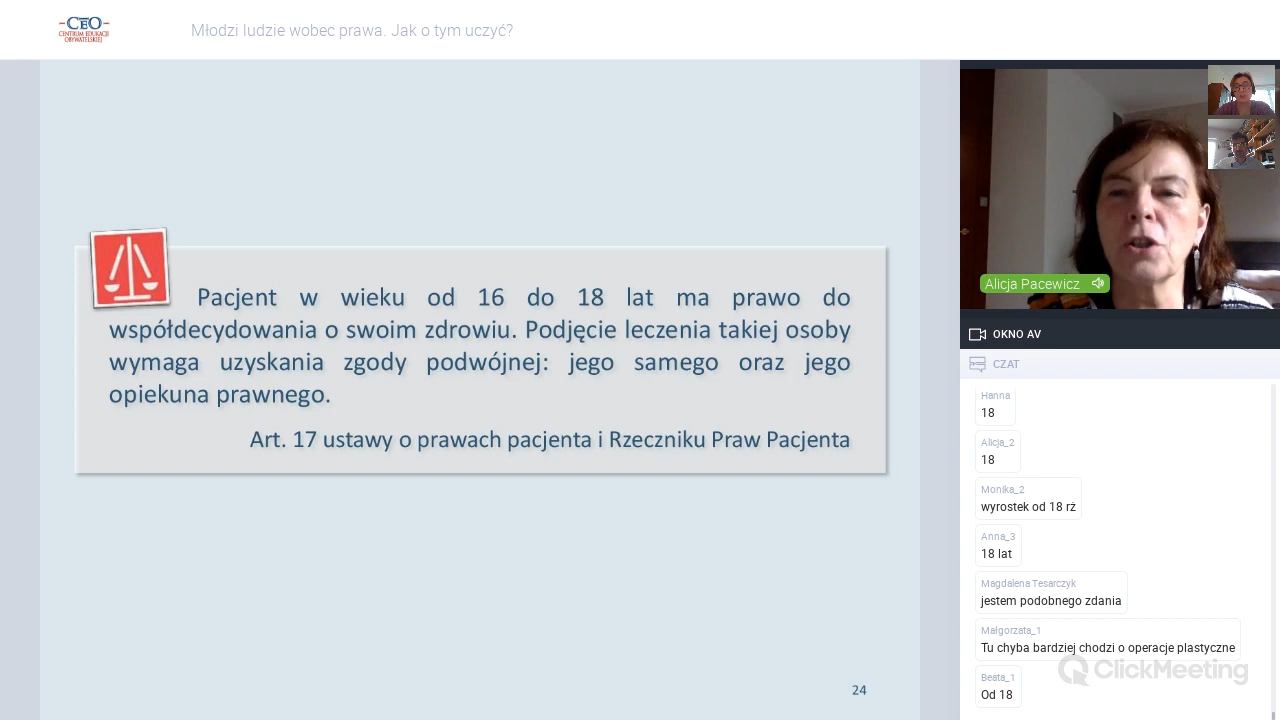 CEO
CENTRUM EDUKACJI
OBYWATELSKIEJ
Młodzi ludzie wobec prawa. Jak o tym uczyć?
Pacjent w wieku od 16 do 18 lat ma prawo do
współdecydowania o swoim zdrowiu. Podjęcie leczenia takiej osoby
wymaga uzyskania zgody podwójnej: jego samego oraz jego
opiekuna prawnego.
Art. 17 ustawy o prawach pacjenta i Rzeczniku Praw Pacjenta
24
Alicja Pacewicz
OKNO AV
CZAT
Hanna
18
Alicja_2
18
Monika_2
wyrostek od 18 rż
Anna_3
18 lat
Magdalena Tesarczyk
jestem podobnego zdania
Małgorzata_1
Tu chyba bardziej chodzi o operacje plastyczne
ClickMeeting
Beata_1
Od 18